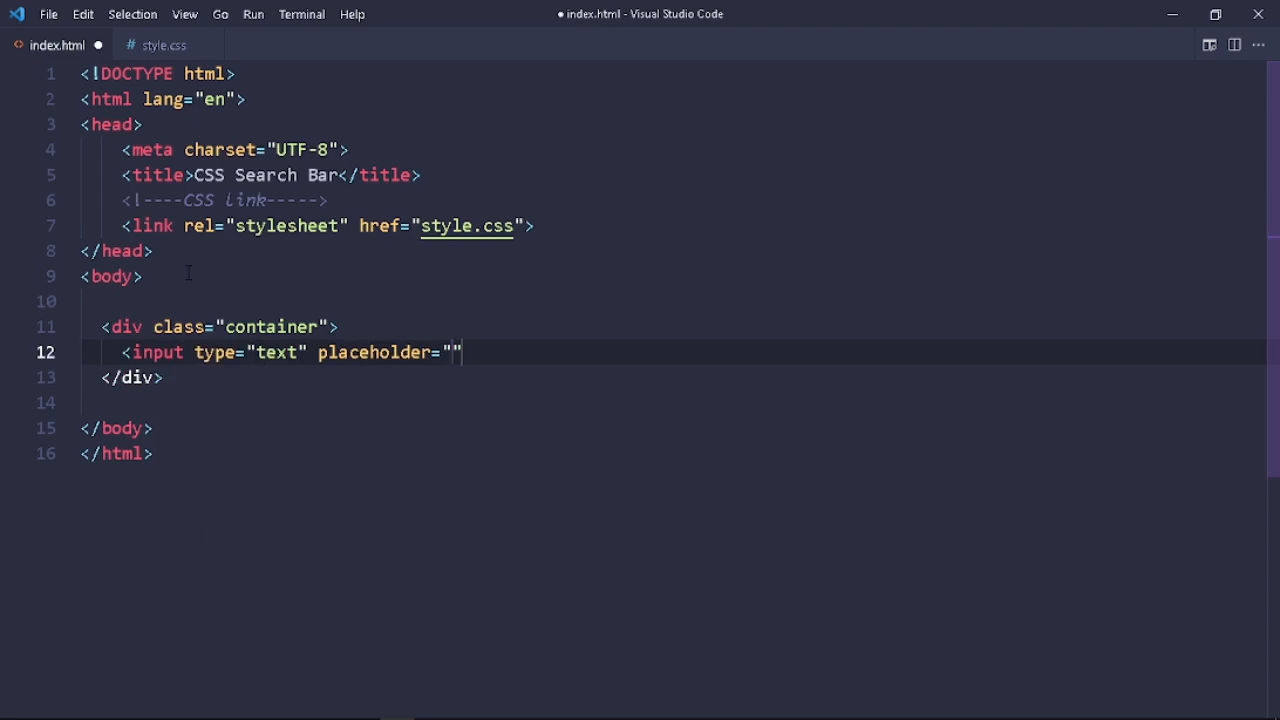 File Edit Selection View Go Run Terminal Help ● index.html - Visual Studio Code
<> index.html ● # style.css
1 <!DOCTYPE html>
2 <html lang="en">
3 <head>
4 <meta charset="UTF-8">
5 <title>CSS Search Bar</title>
6 <!----CSS link----->
7 <link rel="stylesheet" href="style.css">
8 </head>
9 <body>
10
11 <div class="container">
12 <input type="text" placeholder=""
13 </div>
14
15 </body>
16 </html>